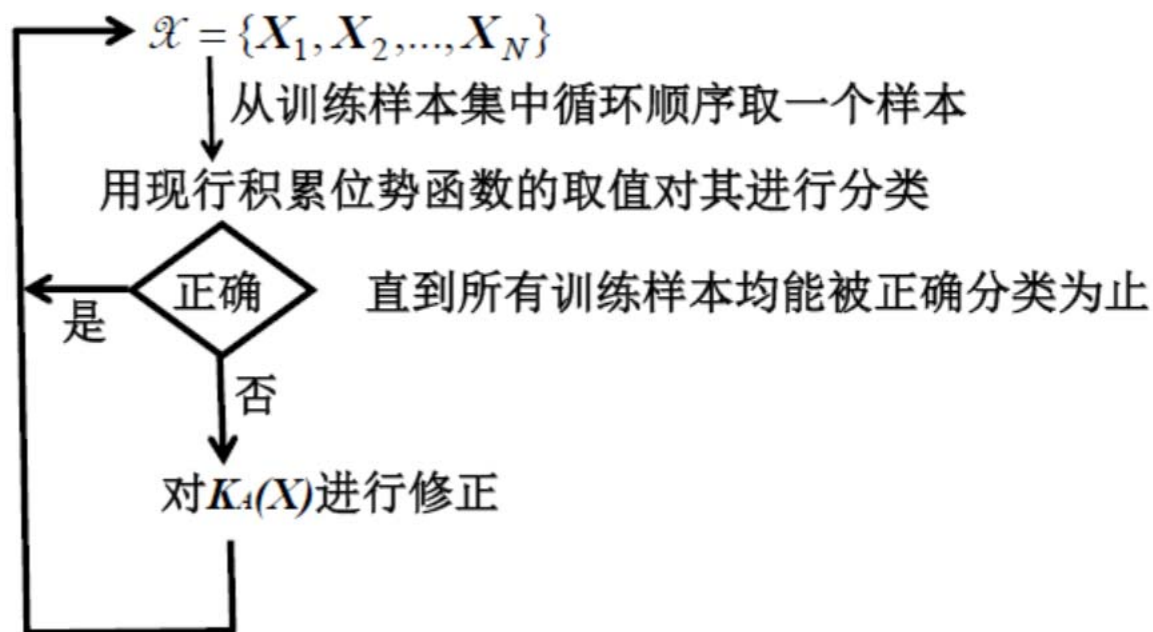 𝒳 = {X₁, X₂,..., X_N}
从训练样本集中循环顺序取一个样本
用现行积累位势函数的取值对其进行分类
正确
直到所有训练样本均能被正确分类为止
是
否
对K_A(X)进行修正